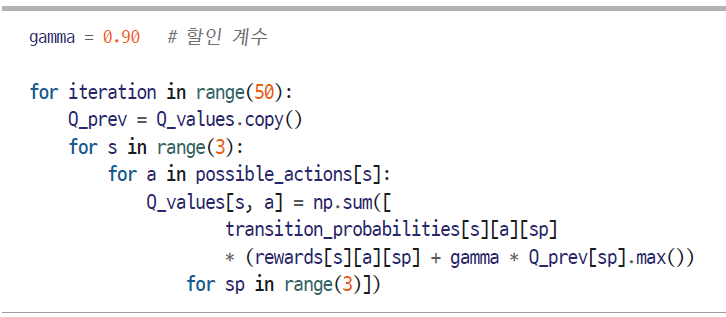 gamma = 0.90 # 할인 계수
for iteration in range(50):
Q_prev = Q_values.copy()
for s in range(3):
for a in possible_actions[s]:
Q_values[s, a] = np.sum([
transition_probabilities[s][a][sp]
* (rewards[s][a][sp] + gamma * Q_prev[sp].max())
for sp in range(3)])